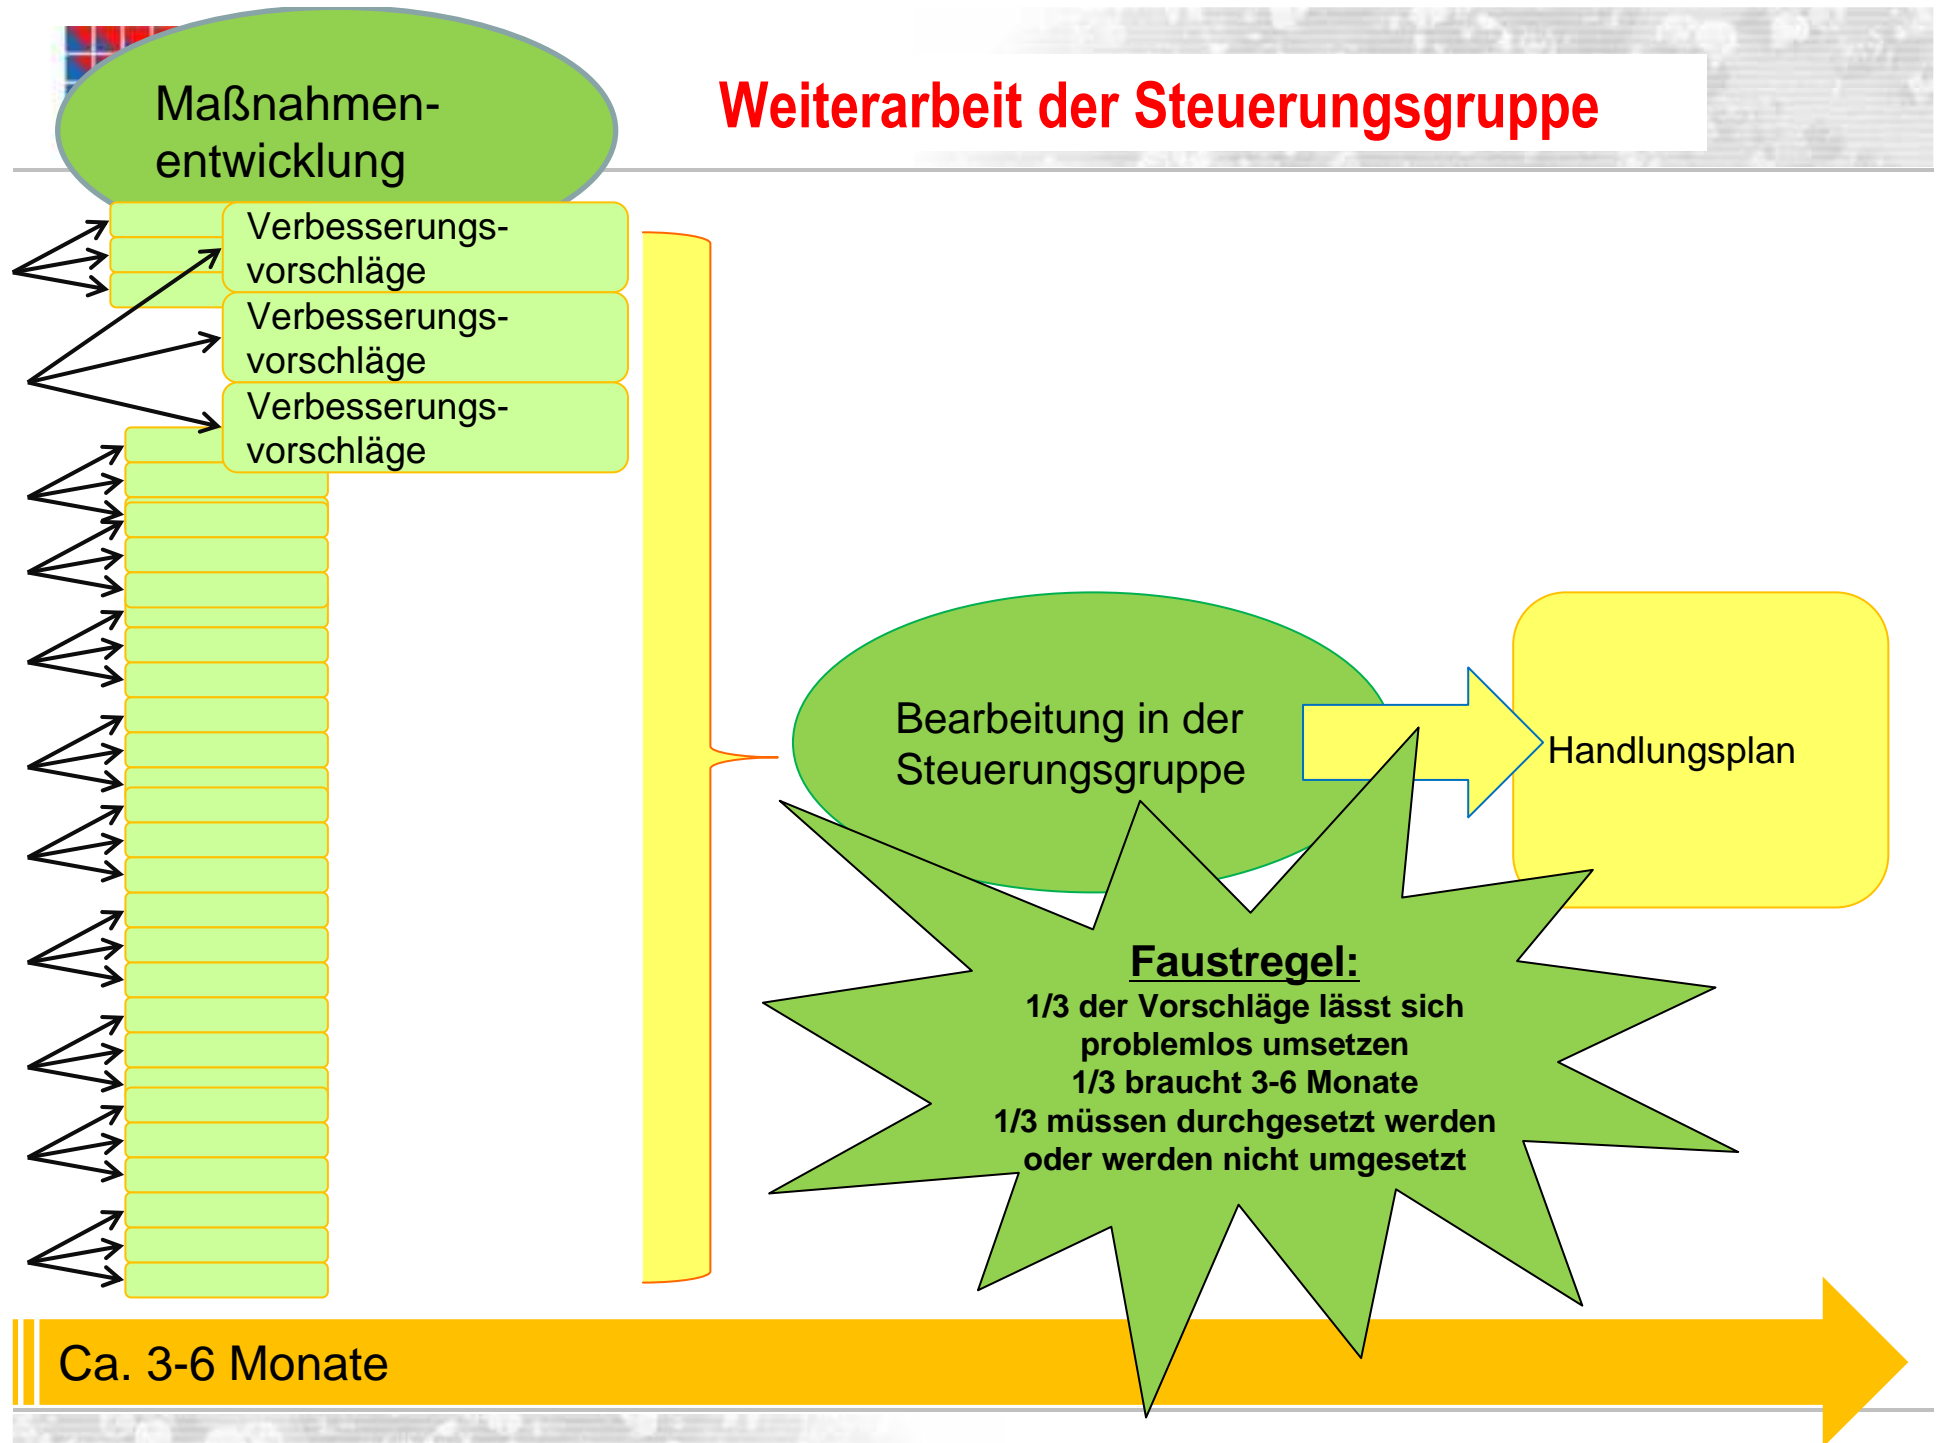 Maßnahmen-
entwicklung
Weiterarbeit der Steuerungsgruppe
Verbesserungs-
vorschläge
Verbesserungs-
vorschläge
Verbesserungs-
vorschläge
Bearbeitung in der
Steuerungsgruppe
Handlungsplan
Faustregel:
1/3 der Vorschläge lässt sich
problemlos umsetzen
1/3 braucht 3-6 Monate
1/3 müssen durchgesetzt werden
oder werden nicht umgesetzt
Ca. 3-6 Monate